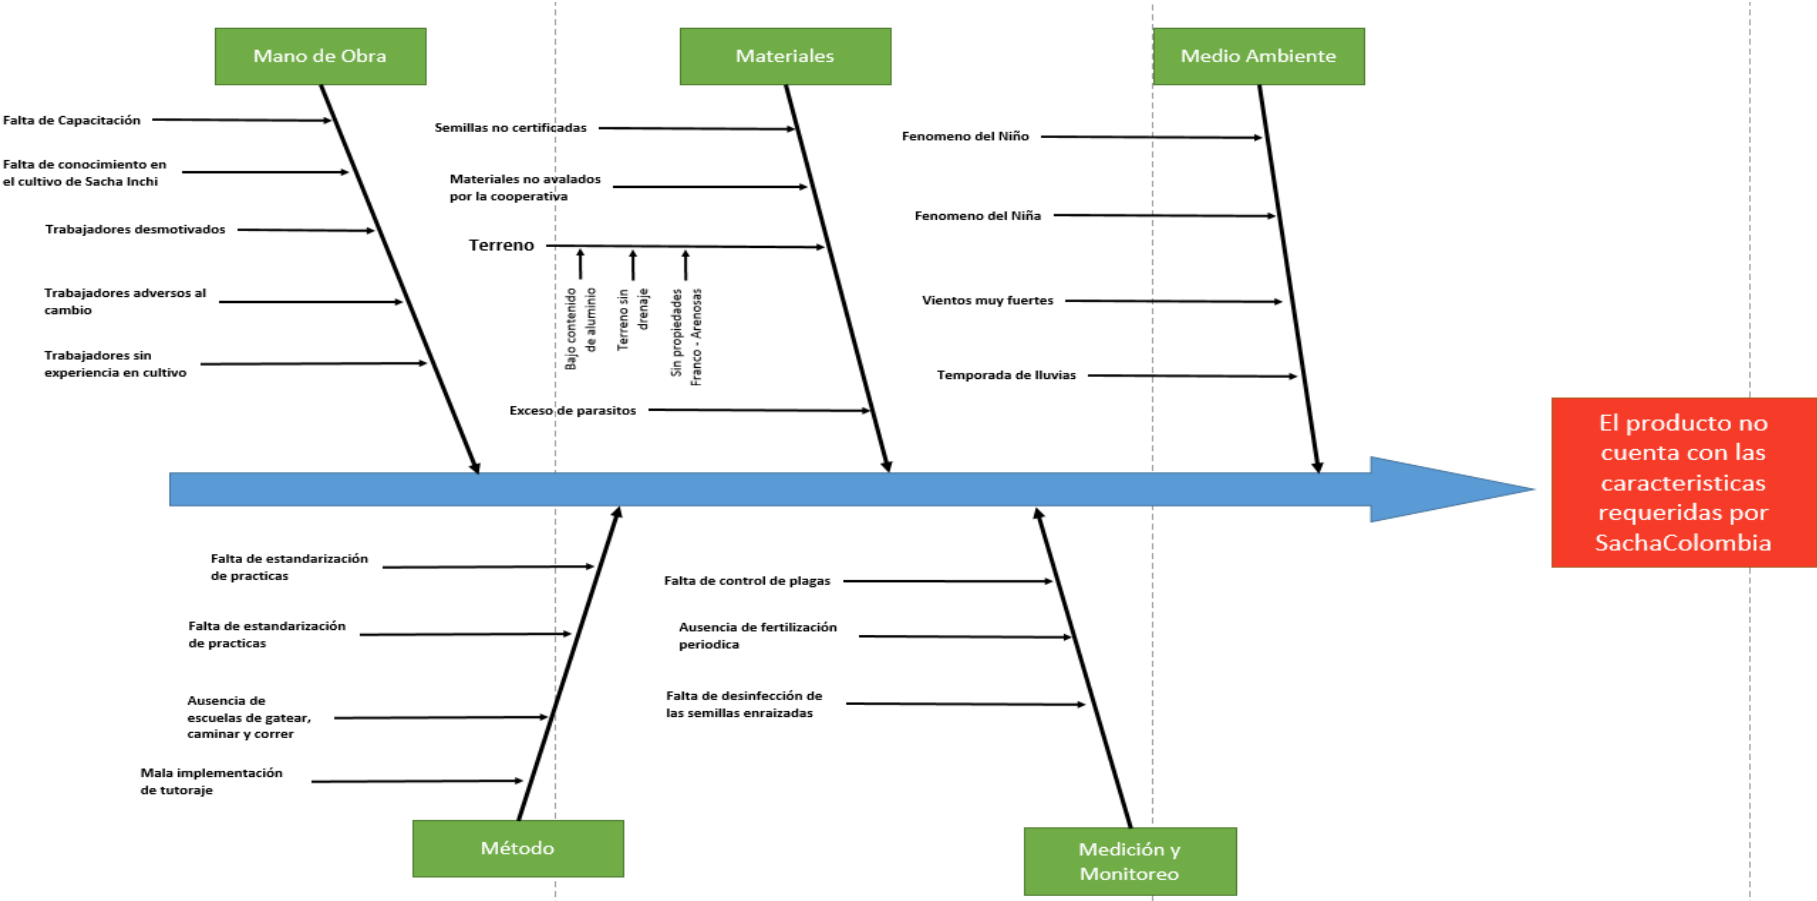 Mano de Obra
Falta de Capacitación
Falta de conocimiento en
el cultivo de Sacha Inchi
Trabajadores desmotivados
Trabajadores adversos al
cambio
Trabajadores sin
experiencia en cultivo
Materiales
Semillas no certificadas
Materiales no avalados
por la cooperativa
Terreno
Bajo contenido
de aluminio
Terreno sin
drenaje
Sin propiedades
Franco - Arenosas
Exceso de parasitos
Medio Ambiente
Fenomeno del Niño
Fenomeno del Niña
Vientos muy fuertes
Temporada de lluvias
El producto no
cuenta con las
caracteristicas
requeridas por
SachaColombia
Falta de estandarización
de practicas
Falta de estandarización
de practicas
Ausencia de
escuelas de gatear,
caminar y correr
Mala implementación
de tutoraje
Método
Falta de control de plagas
Ausencia de fertilización
periodica
Falta de desinfección de
las semillas enraizadas
Medición y
Monitoreo